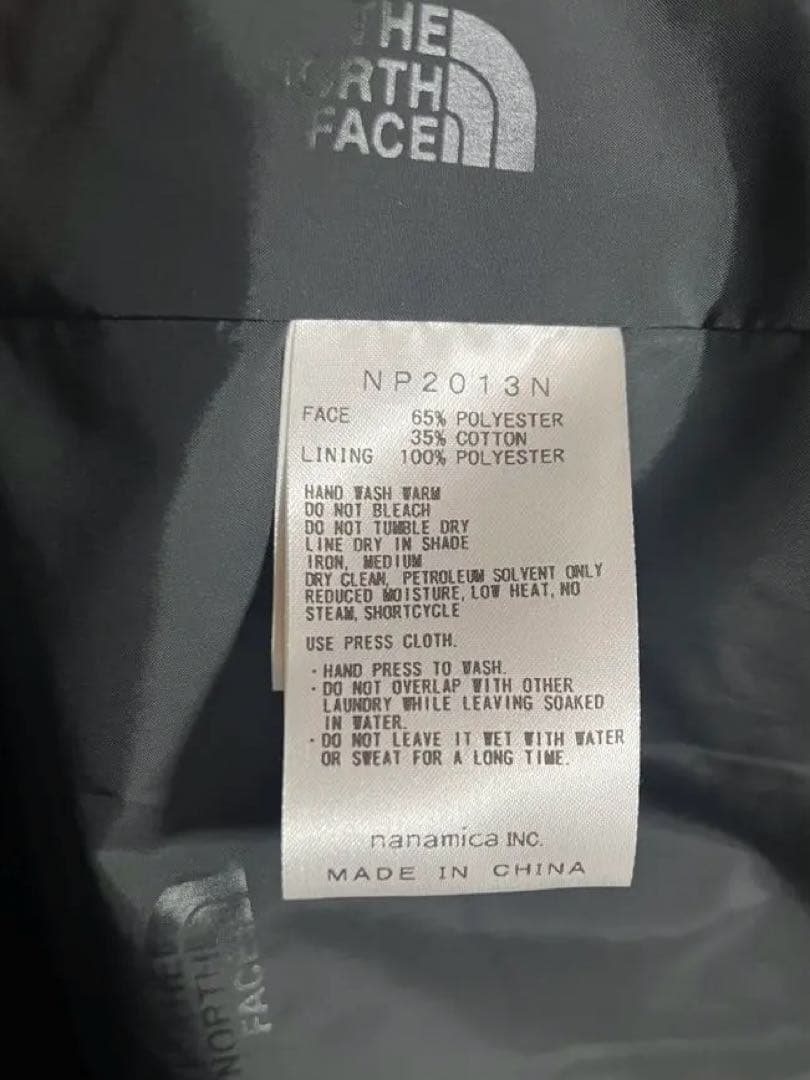 THE
NORTH
FACE
NP2013N
FACE 65% POLYESTER
35% COTTON
LINING 100% POLYESTER
HAND WASH WARM
DO NOT BLEACH
DO NOT TUMBLE DRY
LINE DRY IN SHADE
IRON, MEDIUM
DRY CLEAN, PETROLEUM SOLVENT ONLY
REDUCED MOISTURE, LOW HEAT, NO
STEAM, SHORTCYCLE
USE PRESS CLOTH.
· HAND PRESS TO WASH.
· DO NOT OVERLAP WITH OTHER
LAUNDRY WHILE LEAVING SOAKED
IN WATER.
· DO NOT LEAVE IT WET WITH WATER
OR SWEAT FOR A LONG TIME.
nanamica INC.
MADE IN CHINA
THE
NORTH
FACE